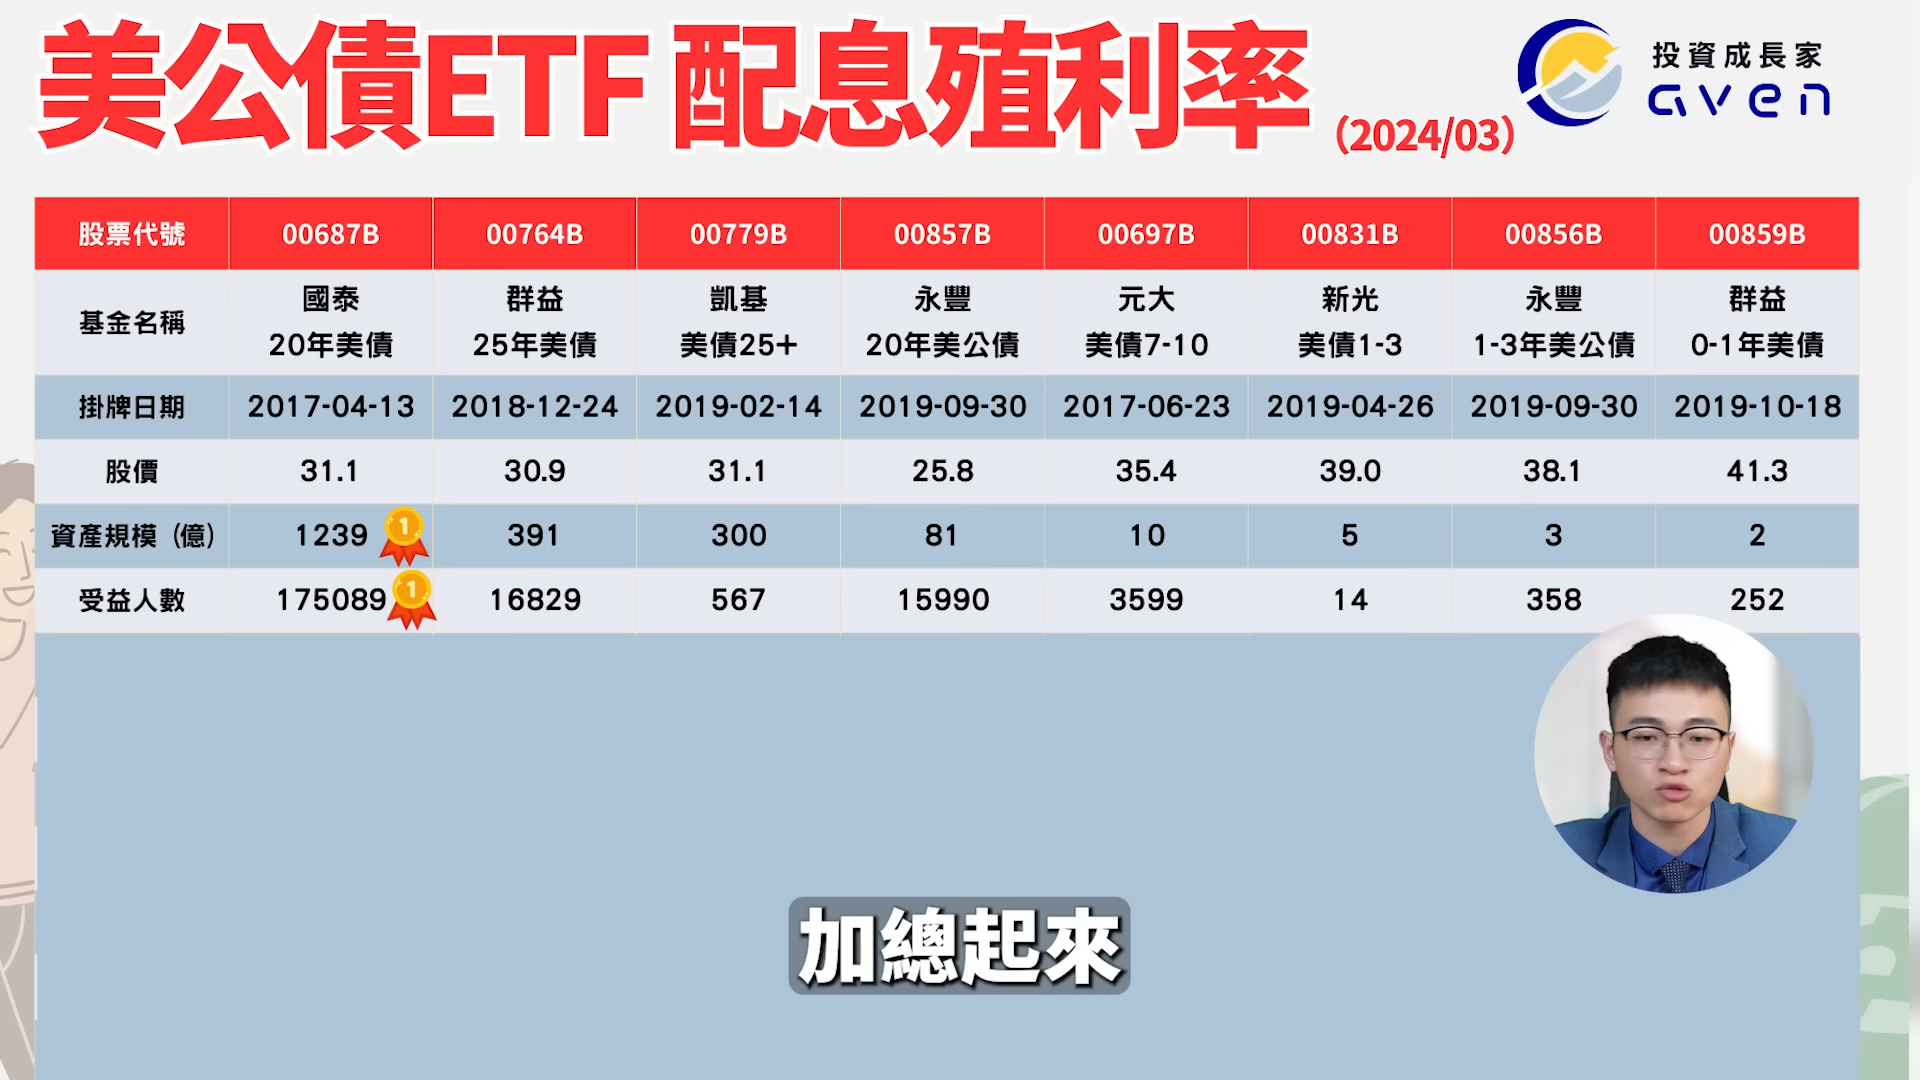 美公債ETF 配息殖利率 (2024/03)
投資成長家
aven
股票代號 00687B 00764B 00779B 00857B 00697B 00831B 00856B 00859B
基金名稱 國泰 20年美債 群益 25年美債 凱基 美債25+ 永豐 20年美公債 元大 美債7-10 新光 美債1-3 永豐 1-3年美公債 群益 0-1年美債
掛牌日期 2017-04-13 2018-12-24 2019-02-14 2019-09-30 2017-06-23 2019-04-26 2019-09-30 2019-10-18
股價 31.1 30.9 31.1 25.8 35.4 39.0 38.1 41.3
資產規模 (億) 1239 1 391 300 81 10 5 3 2
受益人數 175089 1 16829 567 15990 3599 14 358 252
加總起來